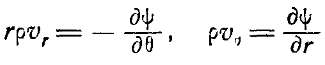 rρv_r = − ∂ψ/∂θ, ρv_θ = ∂ψ/∂r